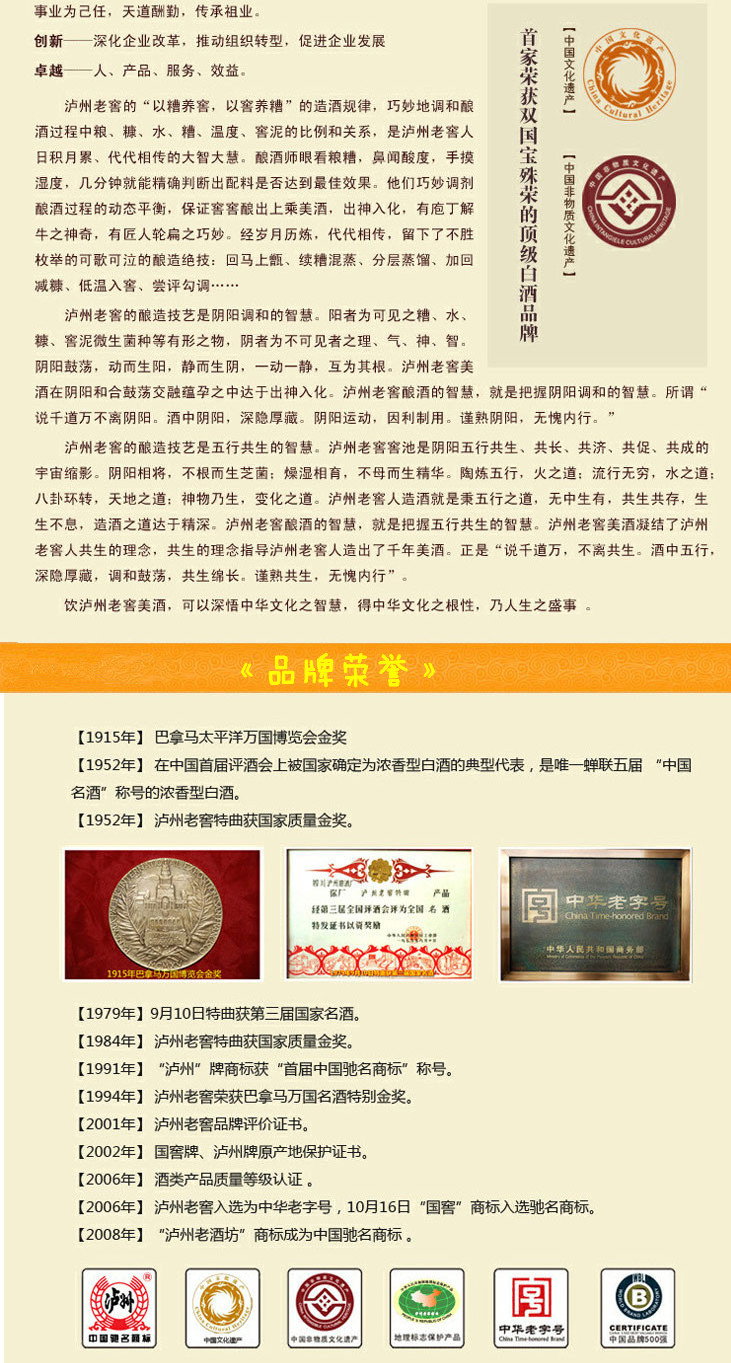 事业为己任，天道酬勤，传承祖业。
创新——深化企业改革，推动组织转型，促进企业发展
卓越——人、产品、服务、效益。
首家荣获双国宝殊荣的顶级白酒品牌
【中国文化遗产】
中国文化遗产
China Cultural Heritage
【中国非物质文化遗产】
中国非物质文化遗产
CHINA INTANGIBLE CULTURAL HERITAGE
泸州老窖的“以糟养窖，以窖养糟”的造酒规律，巧妙地调和酿
酒过程中粮、糠、水、糟、温度、窖泥的比例和关系，是泸州老窖人
日积月累、代代相传的大智大慧。酿酒师眼看粮糟，鼻闻酸度，手摸
湿度，几分钟就能精确判断出配料是否达到最佳效果。他们巧妙调剂
酿酒过程的动态平衡，保证窖窖酿出上乘美酒，出神入化，有庖丁解
牛之神奇，有匠人轮扁之巧妙。经岁月历炼，代代相传，留下了不胜
枚举的可歌可泣的酿造绝技：回马上甑、续糟混蒸、分层蒸馏、加回
减糠、低温入窖、尝评勾调……
泸州老窖的酿造技艺是阴阳调和的智慧。阳者为可见之糟、水、
糠、窖泥微生菌种等有形之物，阴者为不可见者之理、气、神、智。
阴阳鼓荡，动而生阳，静而生阴，一动一静，互为其根。泸州老窖美
酒在阴阳和合鼓荡交融蕴孕之中达于出神入化。泸州老窖酿酒的智慧，就是把握阴阳调和的智慧。所谓“
说千道万不离阴阳。酒中阴阳，深隐厚藏。阴阳运动，因利制用。谨熟阴阳，无愧内行。”
泸州老窖的酿造技艺是五行共生的智慧。泸州老窖窖池是阴阳五行共生、共长、共济、共促、共成的
宇宙缩影。阴阳相将，不根而生芝菌；燥湿相育，不母而生精华。陶炼五行，火之道；流行无穷，水之道；
八卦环转，天地之道；神物乃生，变化之道。泸州老窖人造酒就是秉五行之道，无中生有，共生共存，生
生不息，造酒之道达于精深。泸州老窖酿酒的智慧，就是把握五行共生的智慧。泸州老窖美酒凝结了泸州
老窖人共生的理念，共生的理念指导泸州老窖人造出了千年美酒。正是“说千道万，不离共生。酒中五行，
深隐厚藏，调和鼓荡，共生绵长。谨熟共生，无愧内行”。
饮泸州老窖美酒，可以深悟中华文化之智慧，得中华文化之根性，乃人生之盛事 。
《品牌荣誉》
【1915年】 巴拿马太平洋万国博览会金奖
【1952年】 在中国首届评酒会上被国家确定为浓香型白酒的典型代表，是唯一蝉联五届 “中国
名酒”称号的浓香型白酒。
【1952年】 泸州老窖特曲获国家质量金奖。
1915年巴拿马万国博览会金奖
泸州老窖特曲 产品
经第三届全国评酒会评为全国名酒
特发证书以资奖励
中华老字号
China Time-honored Brand
中华人民共和国商务部
【1979年】9月10日特曲获第三届国家名酒。
【1984年】 泸州老窖特曲获国家质量金奖。
【1991年】 “泸州”牌商标获“首届中国驰名商标”称号。
【1994年】 泸州老窖荣获巴拿马万国名酒特别金奖。
【2001年】 泸州老窖品牌评价证书。
【2002年】 国窖牌、泸州牌原产地保护证书。
【2006年】 酒类产品质量等级认证 。
【2006年】 泸州老窖入选为中华老字号，10月16日“国窖”商标入选驰名商标。
【2008年】 “泸州老酒坊”商标成为中国驰名商标 。
泸州®
中国驰名商标
中国文化遗产
中国非物质文化遗产
地理标志保护产品
中华老字号
China Time-honored Brand
WBL
WORLD BRAND LABORATORY
B
CERTIFICATE
中国品牌500强